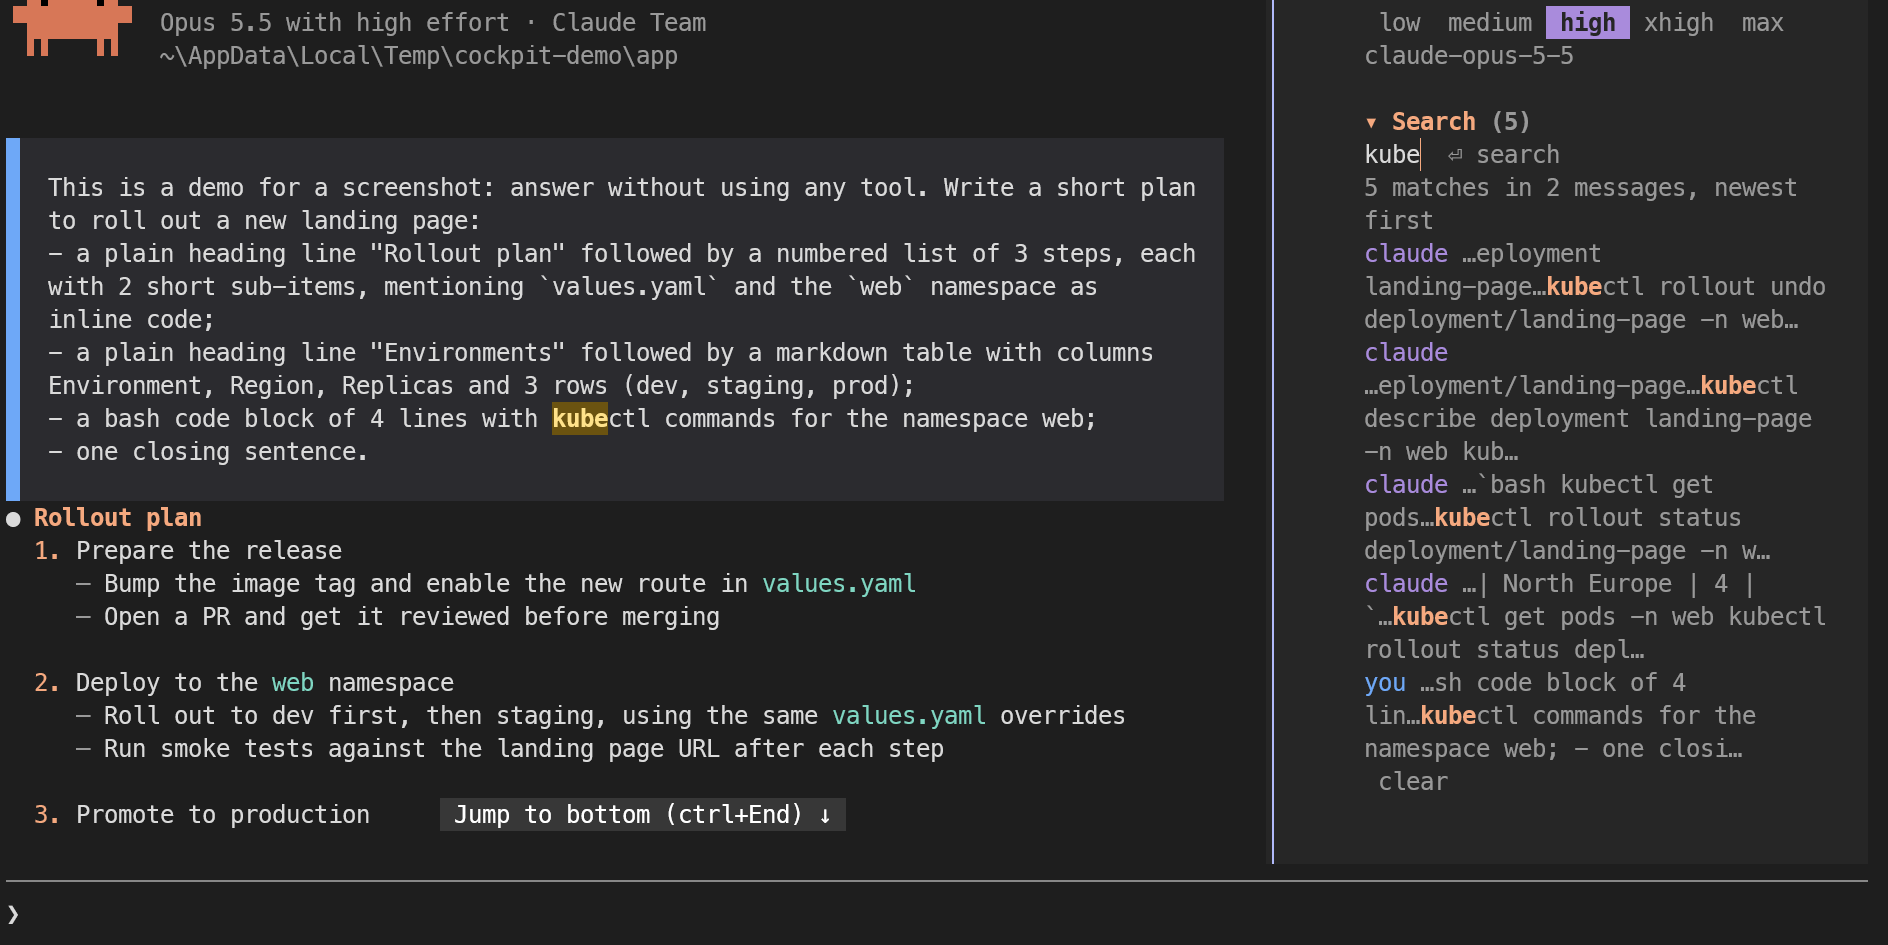 Opus 5.5 with high effort · Claude Team
~\AppData\Local\Temp\cockpit-demo\app
This is a demo for a screenshot: answer without using any tool. Write a short plan
to roll out a new landing page:
- a plain heading line "Rollout plan" followed by a numbered list of 3 steps, each
with 2 short sub-items, mentioning `values.yaml` and the `web` namespace as
inline code;
- a plain heading line "Environments" followed by a markdown table with columns
Environment, Region, Replicas and 3 rows (dev, staging, prod);
- a bash code block of 4 lines with kubectl commands for the namespace web;
- one closing sentence.
● Rollout plan
1. Prepare the release
– Bump the image tag and enable the new route in values.yaml
– Open a PR and get it reviewed before merging
2. Deploy to the web namespace
– Roll out to dev first, then staging, using the same values.yaml overrides
– Run smoke tests against the landing page URL after each step
3. Promote to production
Jump to bottom (ctrl+End) ↓
❯
low medium high xhigh max
claude-opus-5-5
▾ Search (5)
kube ⏎ search
5 matches in 2 messages, newest
first
claude …eployment
landing-page…kubectl rollout undo
deployment/landing-page -n web…
claude
…eployment/landing-page…kubectl
describe deployment landing-page
-n web kub…
claude …`bash kubectl get
pods…kubectl rollout status
deployment/landing-page -n w…
claude …| North Europe | 4 |
`…kubectl get pods -n web kubectl
rollout status depl…
you …sh code block of 4
lin…kubectl commands for the
namespace web; - one closi…
clear